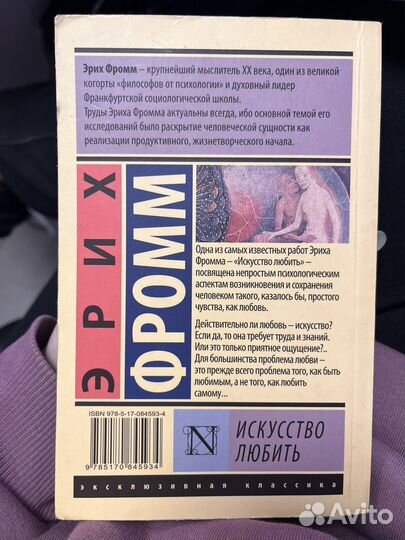 Эрих Фромм – крупнейший мыслитель XX века, один из великой
когорты «философов от психологии» и духовный лидер
Франкфуртской социологической школы.
Труды Эриха Фромма актуальны всегда, ибо основной темой его
исследований было раскрытие человеческой сущности как
реализации продуктивного, жизнетворческого начала.
ЭРИХ
ФРОММ
Одна из самых известных работ Эриха
Фромма – «Искусство любить» –
посвящена непростым психологическим
аспектам возникновения и сохранения
человеком такого, казалось бы, простого
чувства, как любовь.
Действительно ли любовь – искусство?
Если да, то она требует труда и знаний.
Или это только приятное ощущение?..
Для большинства проблема любви –
это прежде всего проблема того, как быть
любимым, а не того, как любить
самому...
ISBN 978-5-17-084593-4
9 785170 845934
N
ИСКУССТВО
ЛЮБИТЬ
эксклюзивная классика
Avito